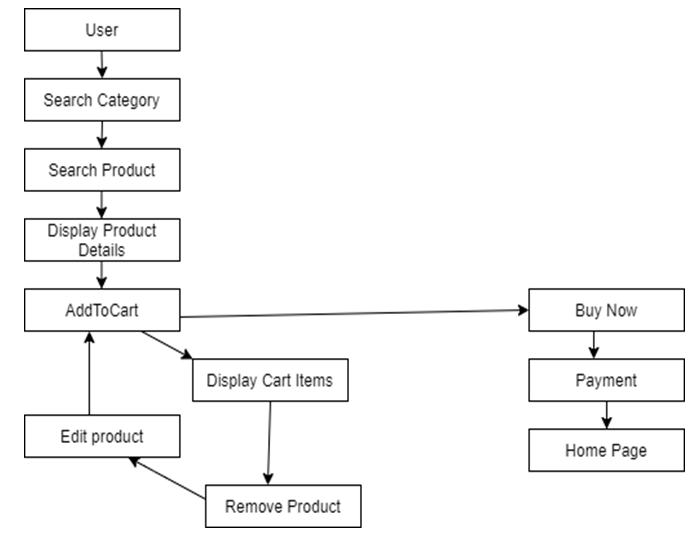 User
Search Category
Search Product
Display Product
Details
AddToCart
Buy Now
Display Cart Items
Payment
Edit product
Home Page
Remove Product